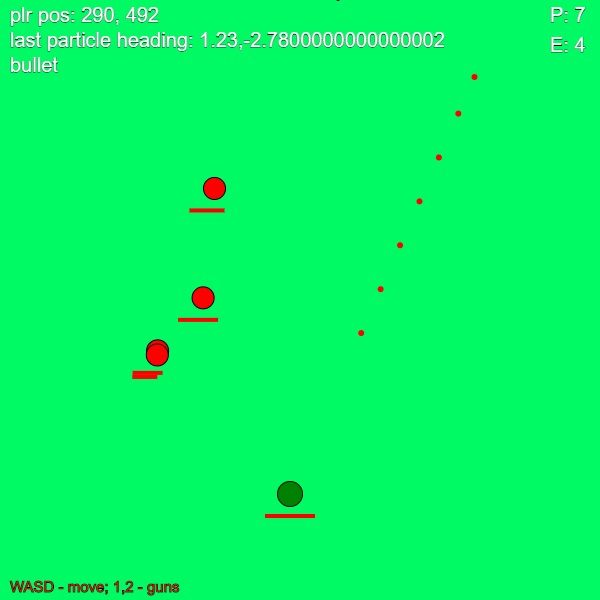 plr pos: 290, 492
P: 7
last particle heading: 1.23,-2.7800000000000002
E: 4
bullet
WASD - move; 1,2 - guns